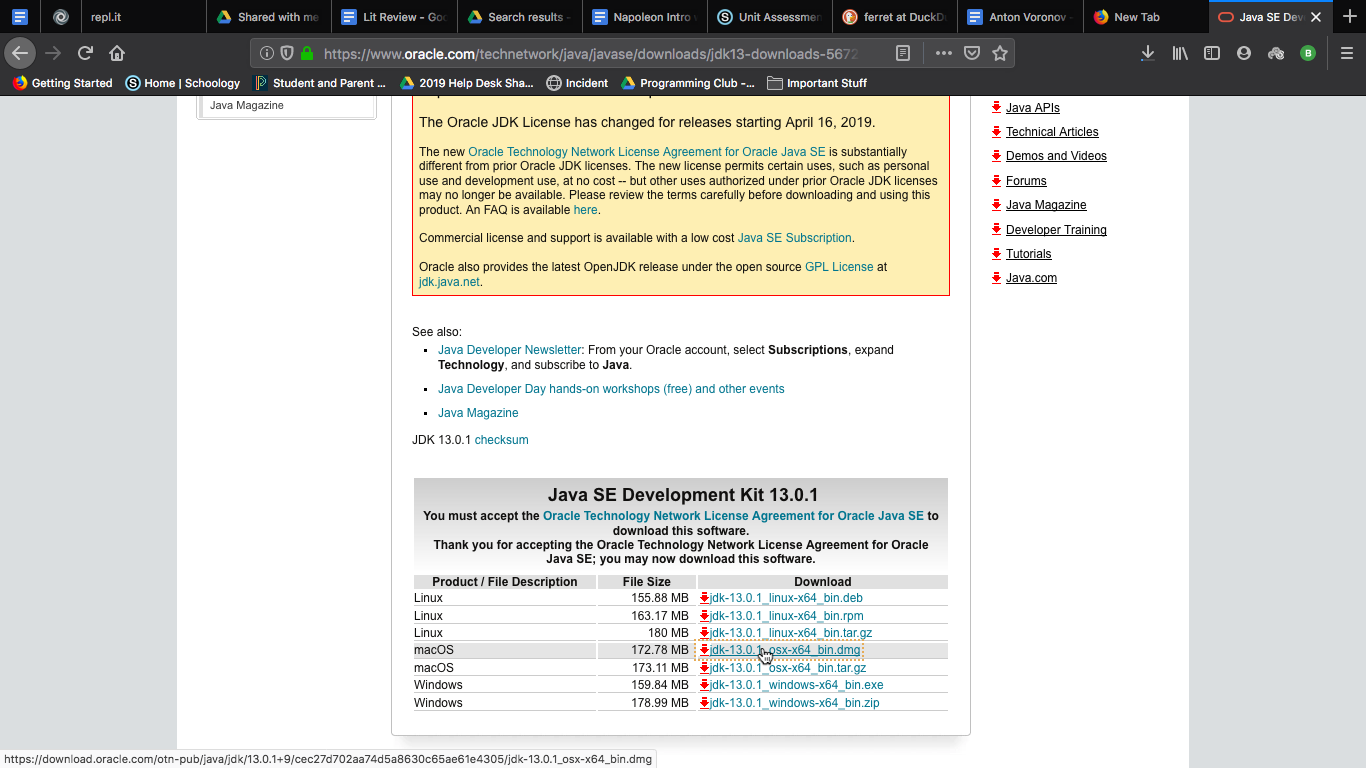 repl.it
Shared with me
Lit Review - Goo
Search results -
Napoleon Intro v
Unit Assessmen
ferret at DuckDu
Anton Voronov -
New Tab
Java SE Dev
https://www.oracle.com/technetwork/java/javase/downloads/jdk13-downloads-5672
B
Getting Started
S Home | Schoology
Student and Parent ...
2019 Help Desk Sha...
Incident
Programming Club -...
Important Stuff
Java Magazine
The Oracle JDK License has changed for releases starting April 16, 2019.
The new Oracle Technology Network License Agreement for Oracle Java SE is substantially
different from prior Oracle JDK licenses. The new license permits certain uses, such as personal
use and development use, at no cost -- but other uses authorized under prior Oracle JDK licenses
may no longer be available. Please review the terms carefully before downloading and using this
product. An FAQ is available here.
Commercial license and support is available with a low cost Java SE Subscription.
Oracle also provides the latest OpenJDK release under the open source GPL License at
jdk.java.net.
See also:
Java Developer Newsletter: From your Oracle account, select Subscriptions, expand
Technology, and subscribe to Java.
Java Developer Day hands-on workshops (free) and other events
Java Magazine
JDK 13.0.1 checksum
Java SE Development Kit 13.0.1
You must accept the Oracle Technology Network License Agreement for Oracle Java SE to
download this software.
Thank you for accepting the Oracle Technology Network License Agreement for Oracle
Java SE; you may now download this software.
Product / File Description File Size Download
Linux 155.88 MB jdk-13.0.1_linux-x64_bin.deb
Linux 163.17 MB jdk-13.0.1_linux-x64_bin.rpm
Linux 180 MB jdk-13.0.1_linux-x64_bin.tar.gz
macOS 172.78 MB jdk-13.0.1_osx-x64_bin.dmg
macOS 173.11 MB jdk-13.0.1_osx-x64_bin.tar.gz
Windows 159.84 MB jdk-13.0.1_windows-x64_bin.exe
Windows 178.99 MB jdk-13.0.1_windows-x64_bin.zip
Java APIs
Technical Articles
Demos and Videos
Forums
Java Magazine
Developer Training
Tutorials
Java.com
https://download.oracle.com/otn-pub/java/jdk/13.0.1+9/cec27d702aa74d5a8630c65ae61e4305/jdk-13.0.1_osx-x64_bin.dmg